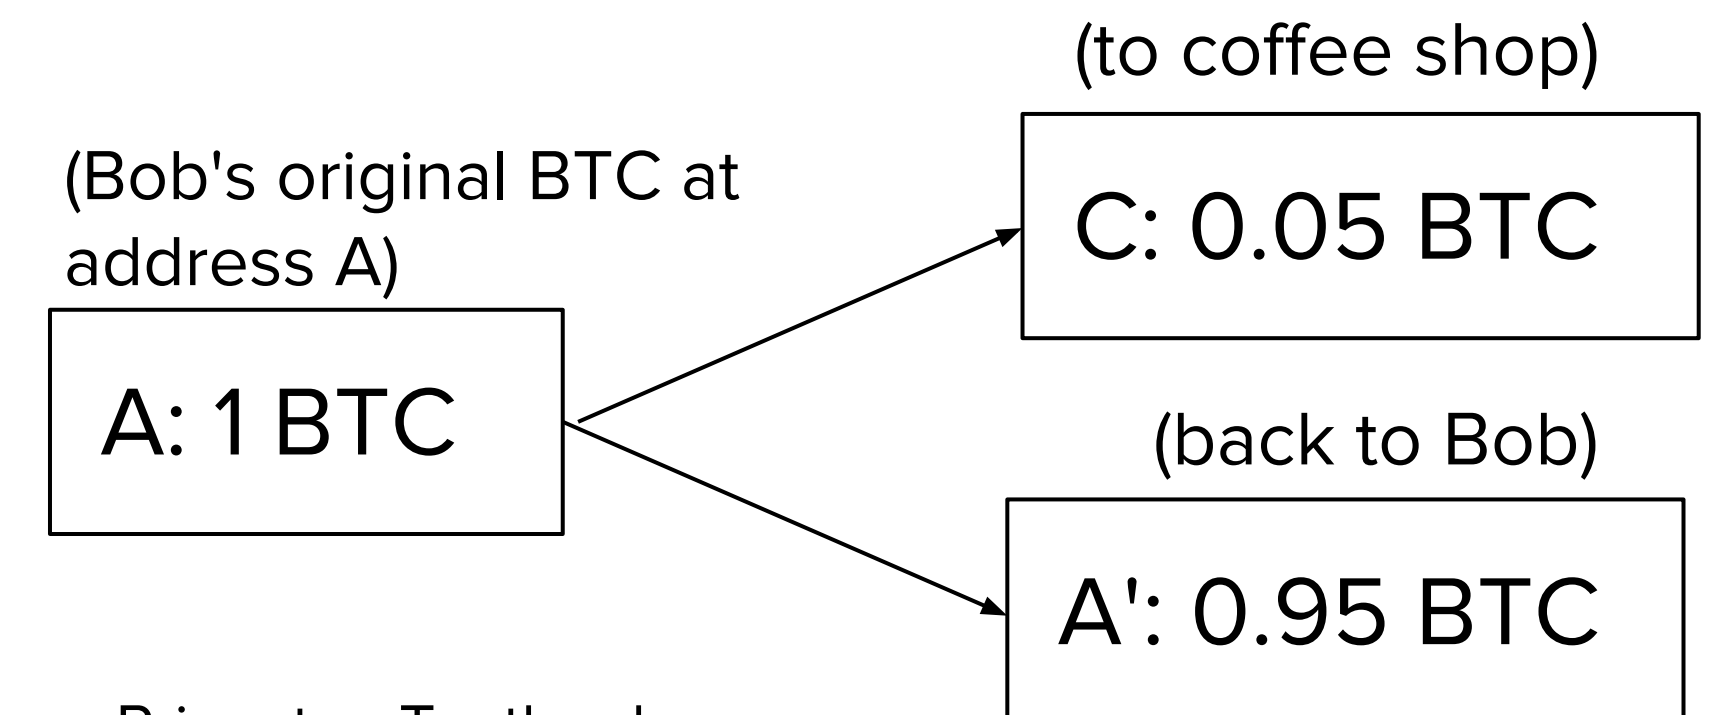 (to coffee shop)
(Bob's original BTC at
address A)
C: 0.05 BTC
A: 1 BTC
(back to Bob)
A': 0.95 BTC